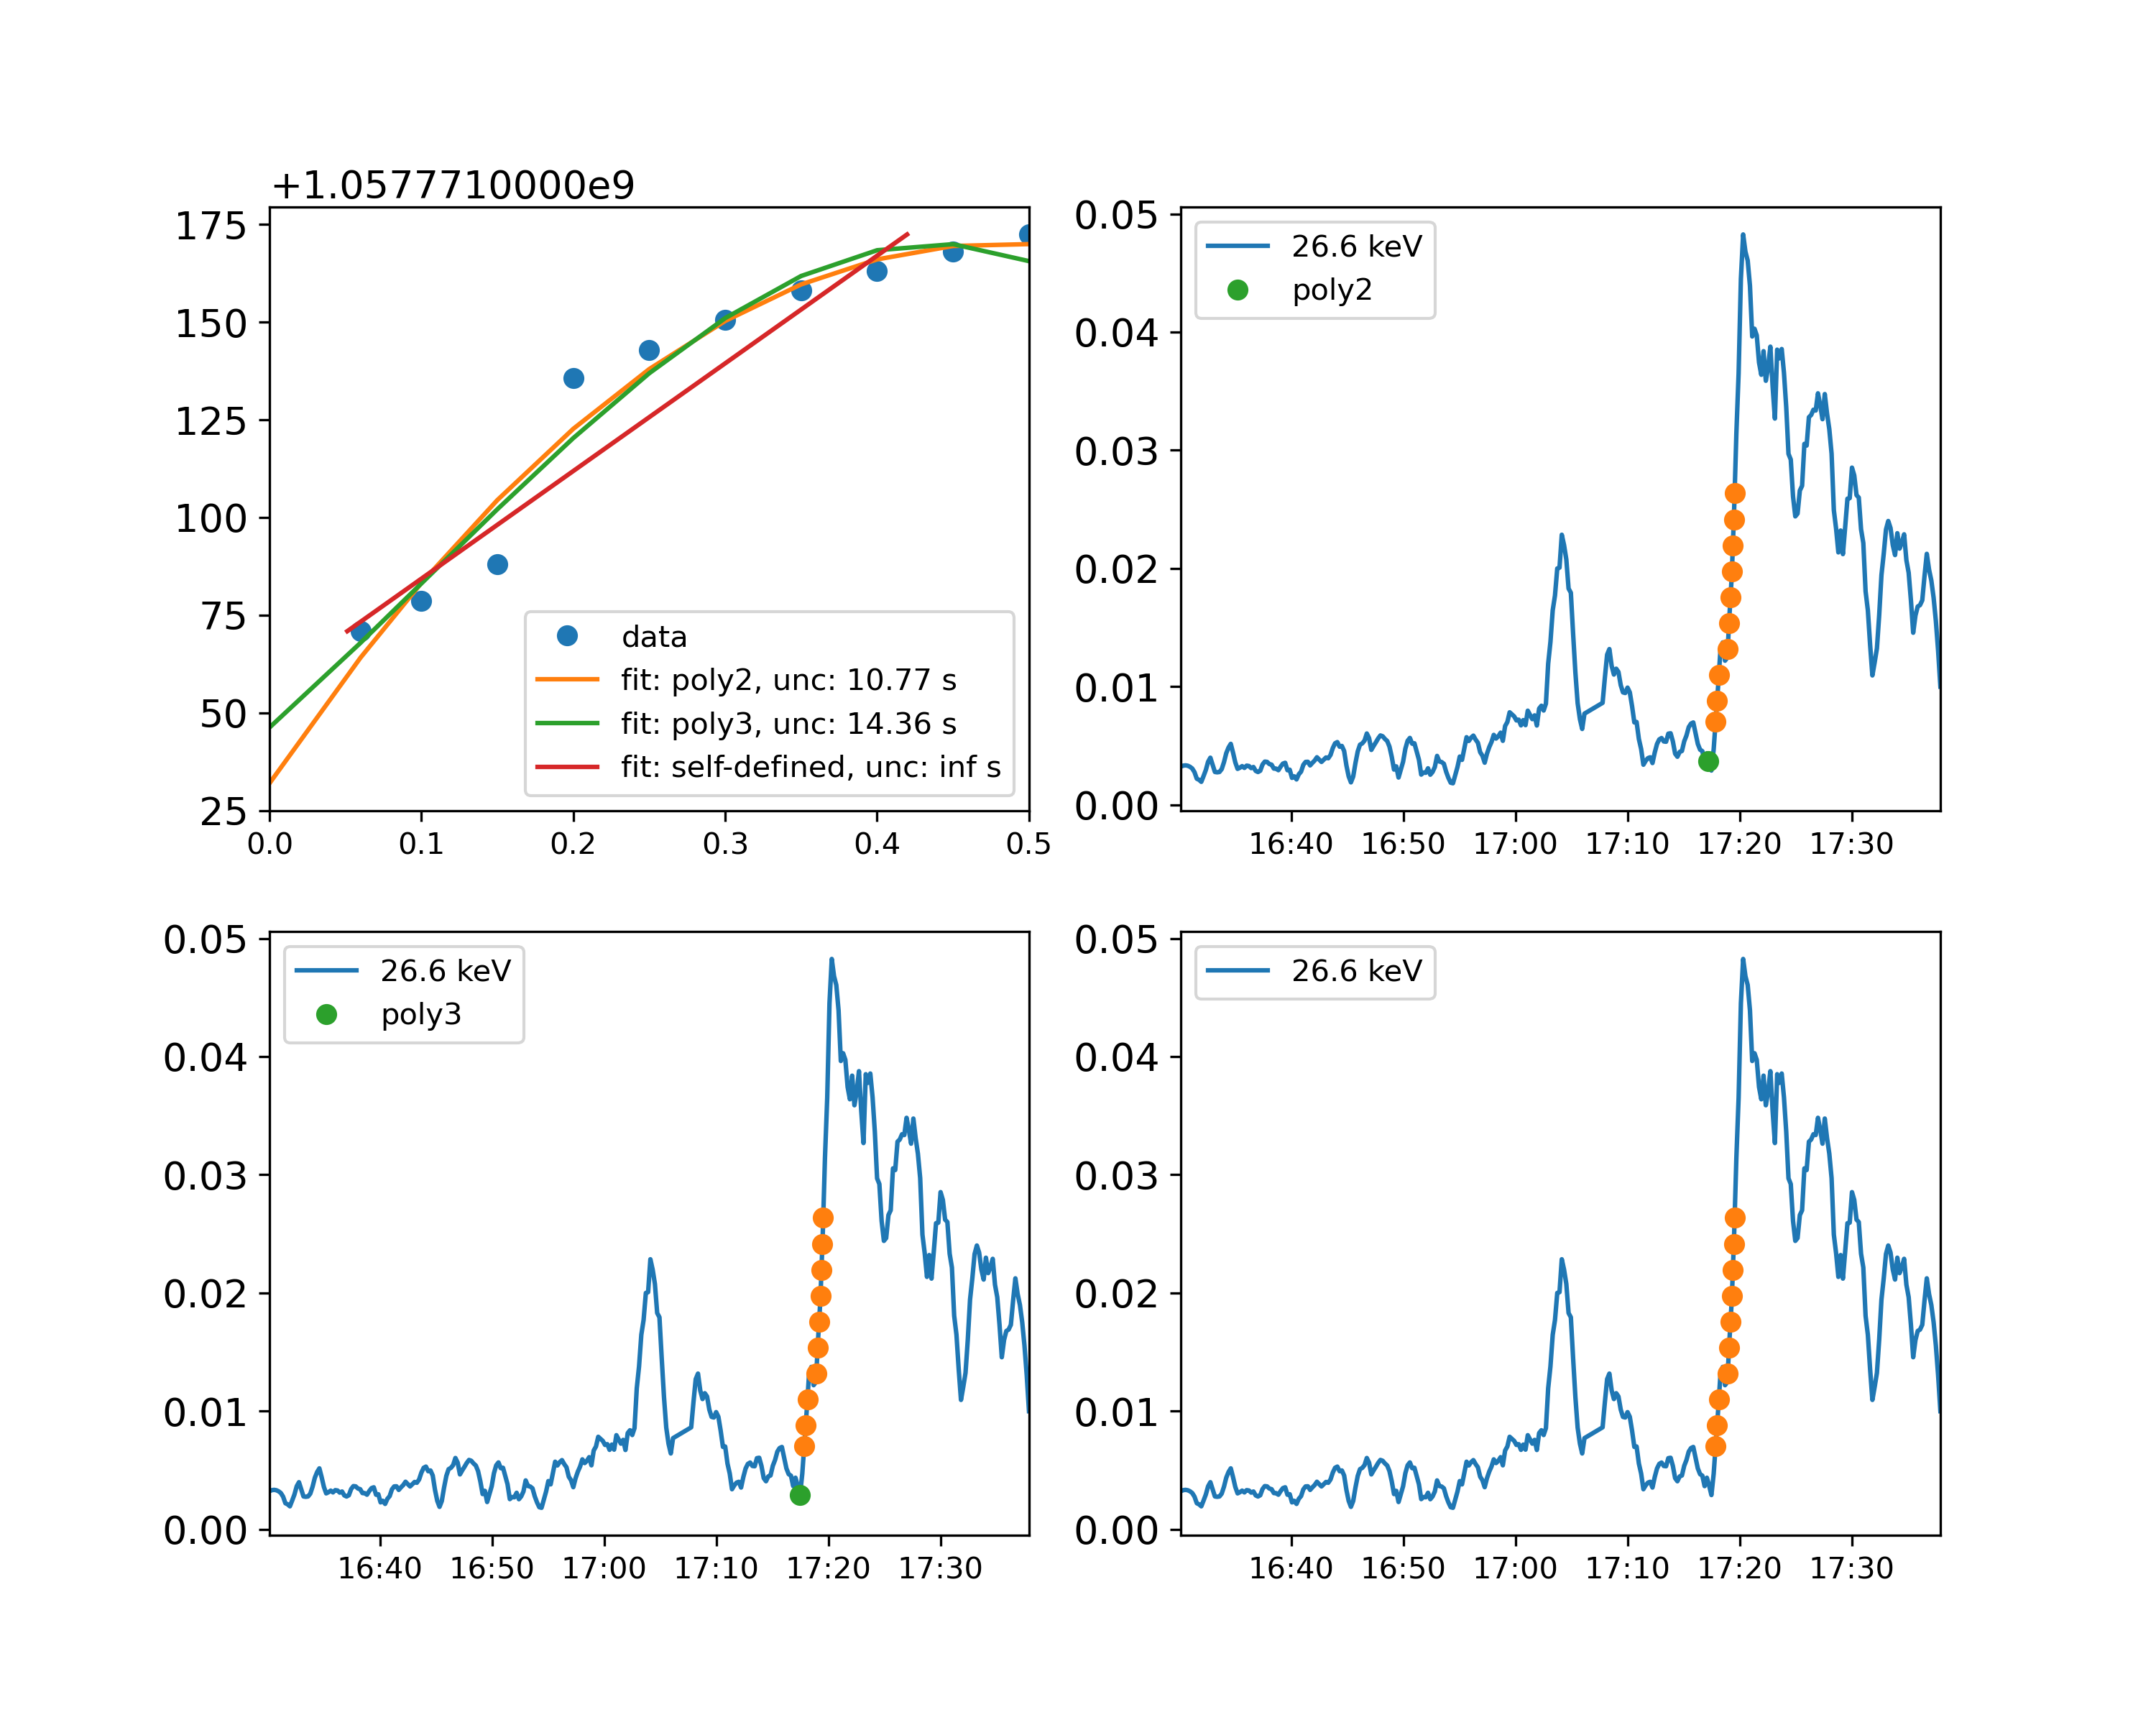 +1.0577710000e9
175
150
125
100
75
50
25
0.0 0.1 0.2 0.3 0.4 0.5
data
fit: poly2, unc: 10.77 s
fit: poly3, unc: 14.36 s
fit: self-defined, unc: inf s
0.05
0.04
0.03
0.02
0.01
0.00
16:40 16:50 17:00 17:10 17:20 17:30
26.6 keV
poly2
0.05
0.04
0.03
0.02
0.01
0.00
16:40 16:50 17:00 17:10 17:20 17:30
26.6 keV
poly3
0.05
0.04
0.03
0.02
0.01
0.00
16:40 16:50 17:00 17:10 17:20 17:30
26.6 keV